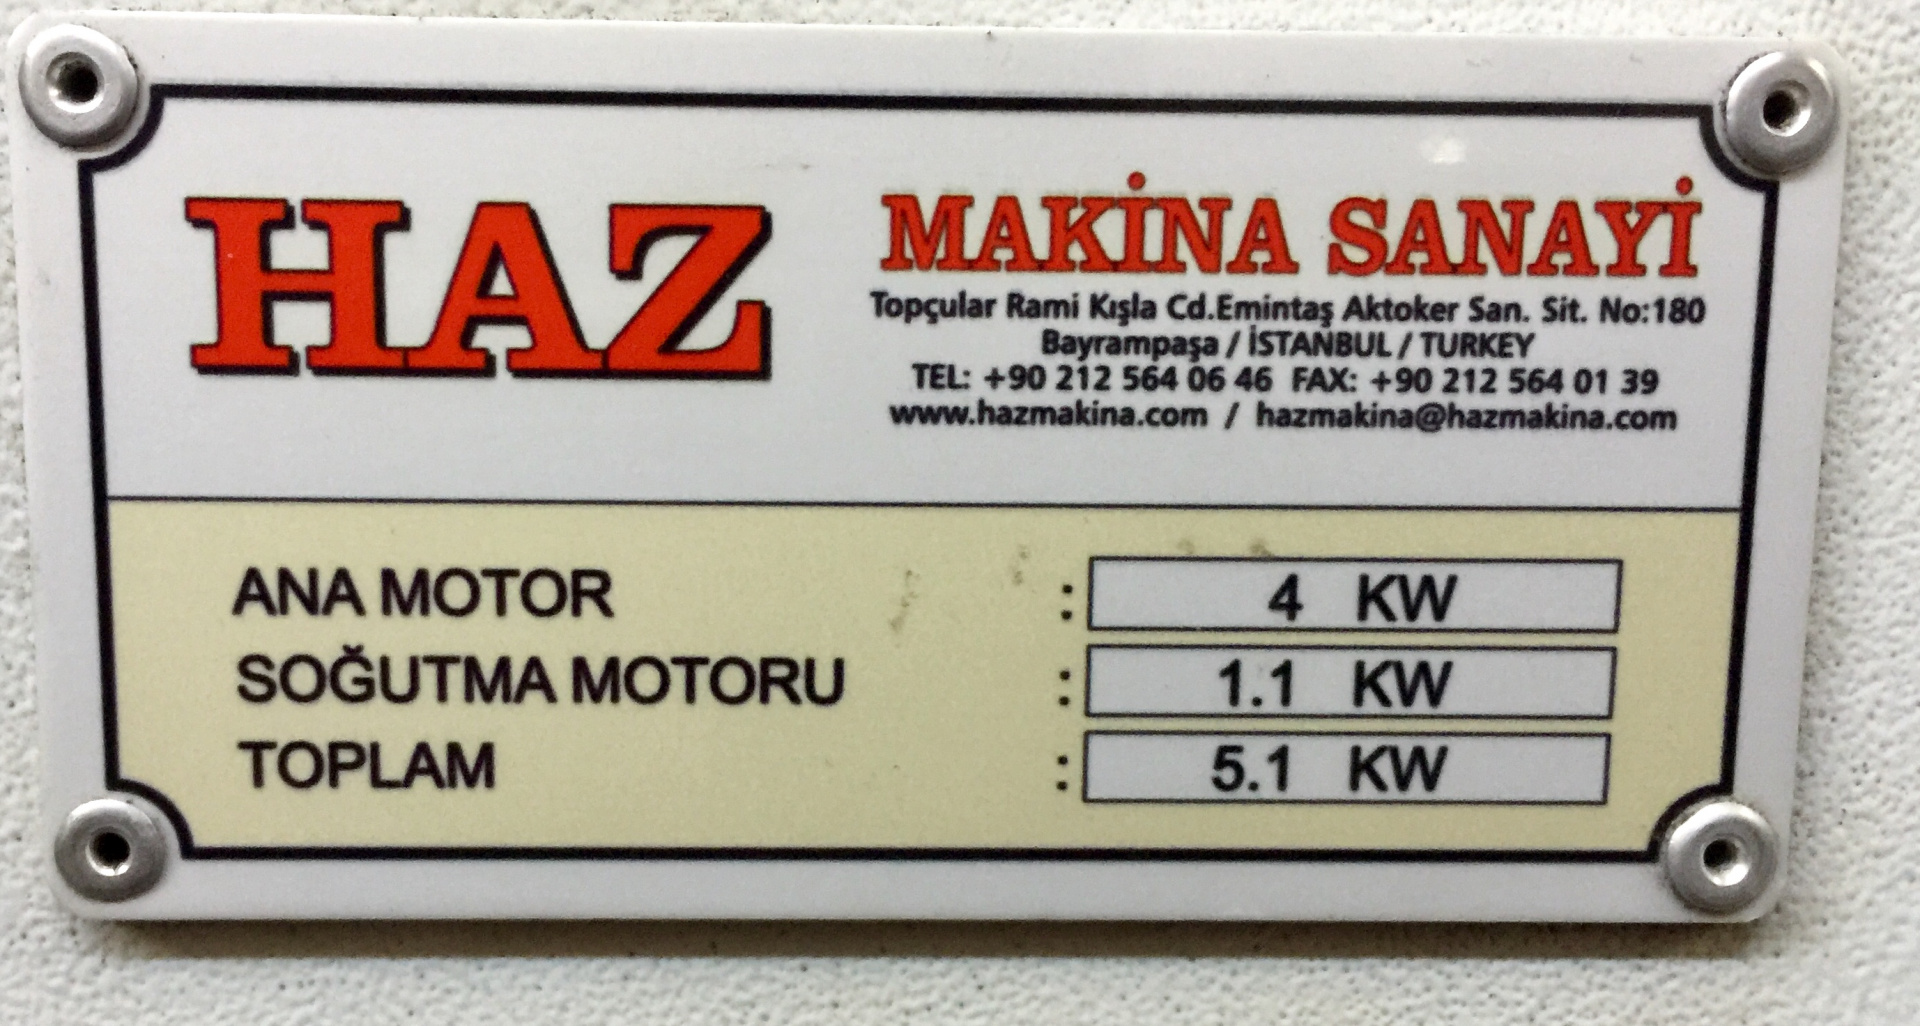 HAZ
MAKİNA SANAYİ
Topçular Rami Kışla Cd.Emintaş Aktoker San. Sit. No:180
Bayrampaşa / İSTANBUL / TURKEY
TEL: +90 212 564 06 46 FAX: +90 212 564 01 39
www.hazmakina.com / hazmakina@hazmakina.com
ANA MOTOR : 4 KW
SOĞUTMA MOTORU : 1.1 KW
TOPLAM : 5.1 KW